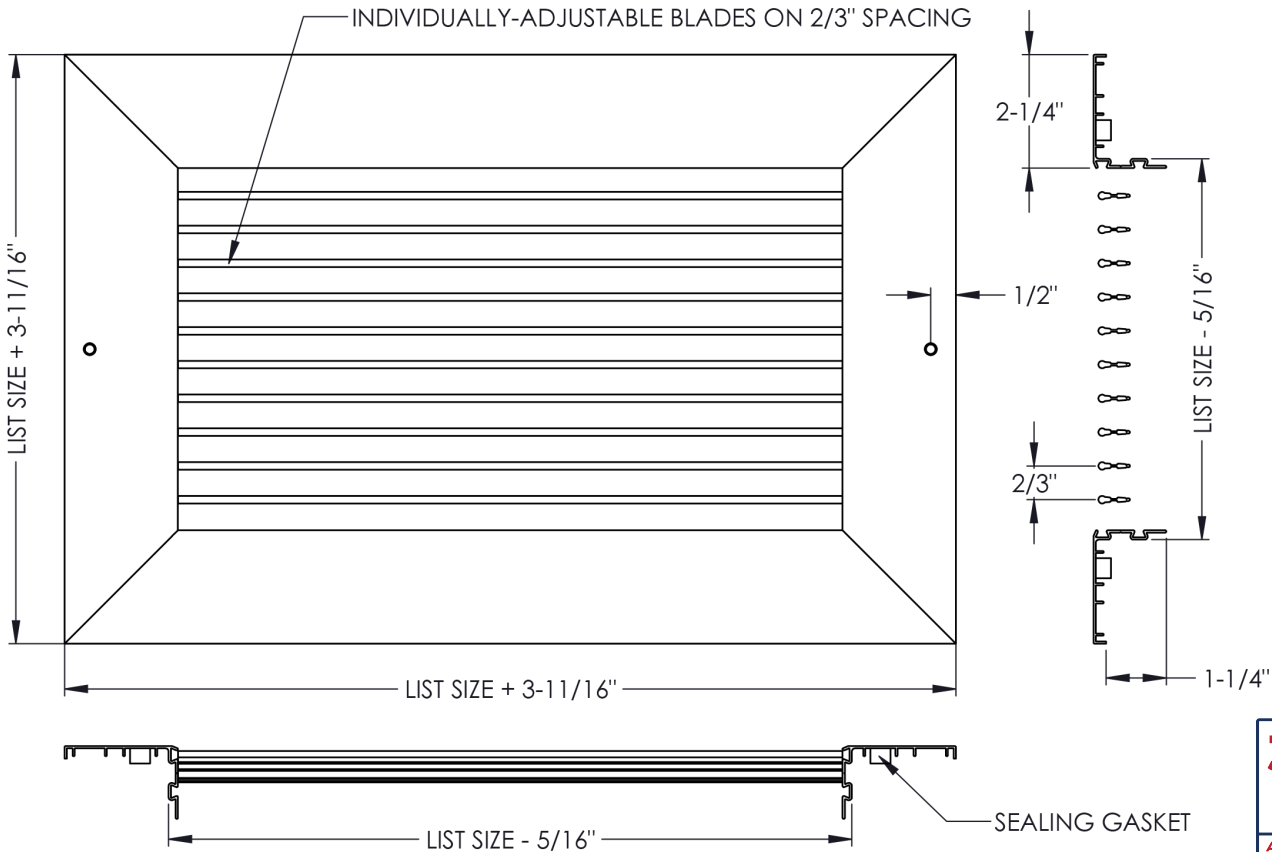 INDIVIDUALLY-ADJUSTABLE BLADES ON 2/3" SPACING
2-1/4"
LIST SIZE + 3-11/16"
1/2"
LIST SIZE - 5/16"
2/3"
LIST SIZE + 3-11/16"
1-1/4"
SEALING GASKET
LIST SIZE - 5/16"